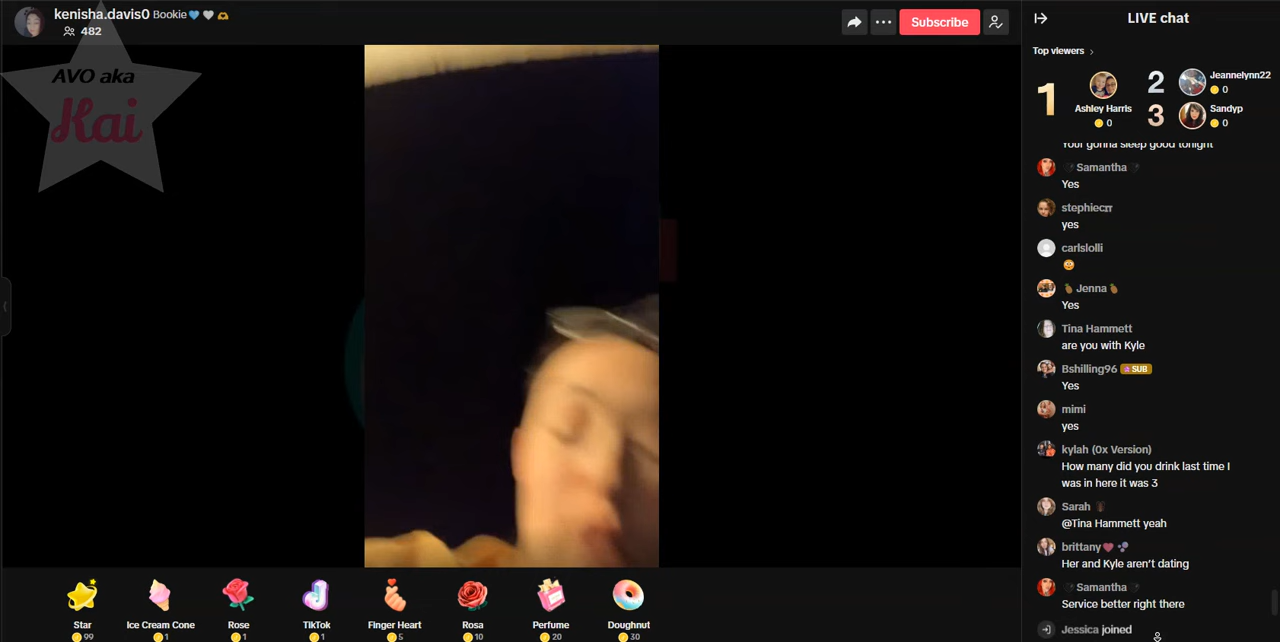 kenisha.davis0 Bookie💙🤍🫶
482
Subscribe
AVO aka
Kai
LIVE chat
Top viewers
1
Ashley Harris
0
2
Jeannelynn22
0
3
Sandyp
0
Your gonna sleep good tonight
Samantha
Yes
stephiecrr
yes
carlslolli
🥹
🍍Jenna🍍
Yes
Tina Hammett
are you with Kyle
Bshilling96 SUB
Yes
mimi
yes
kylah (0x Version)
How many did you drink last time I
was in here it was 3
Sarah
@Tina Hammett yeah
brittany
Her and Kyle aren't dating
Samantha
Service better right there
Jessica joined
Star
99
Ice Cream Cone
1
Rose
1
TikTok
1
Finger Heart
5
Rosa
10
Perfume
20
Doughnut
30